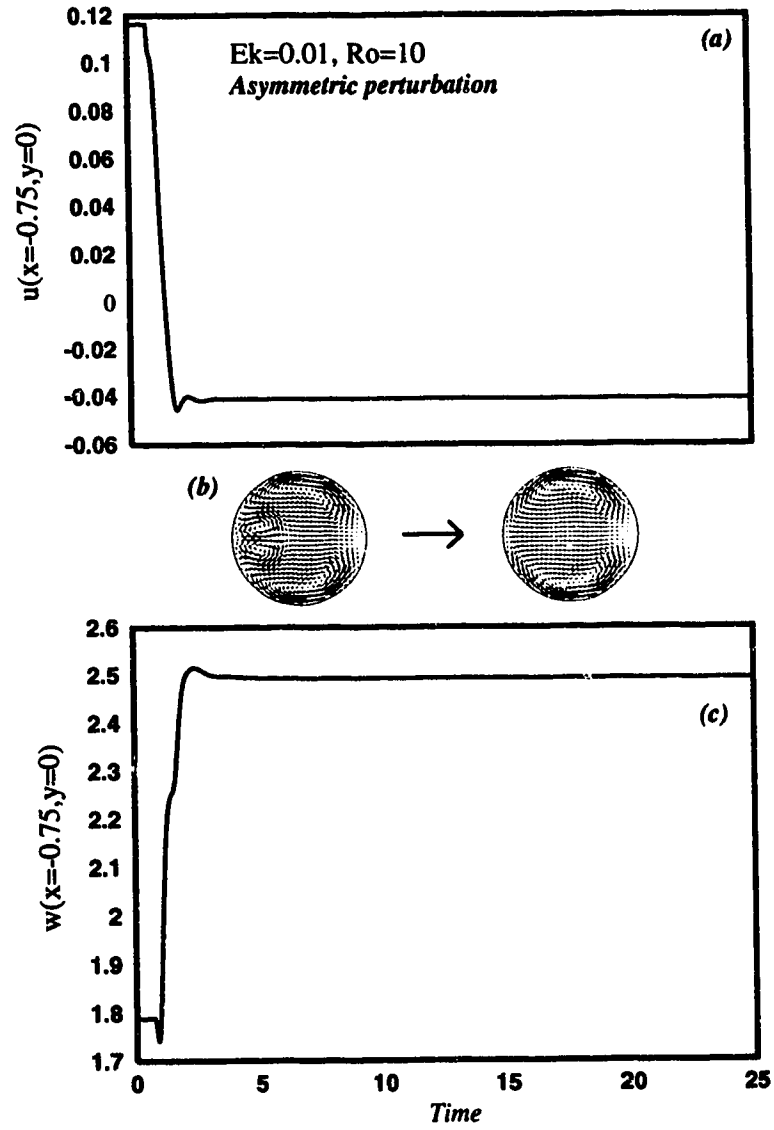 0.12
(a)
Ek=0.01, Ro=10
0.1
Asymmetric perturbation
0.08
0.06
0.04
0.02
0
-0.02
-0.04
-0.06
u(x=-0.75,y=0)
(b)
2.6
2.5
(c)
2.4
2.3
2.2
2.1
2
1.9
1.8
1.7
w(x=-0.75,y=0)
0 5 10 15 20 25
Time